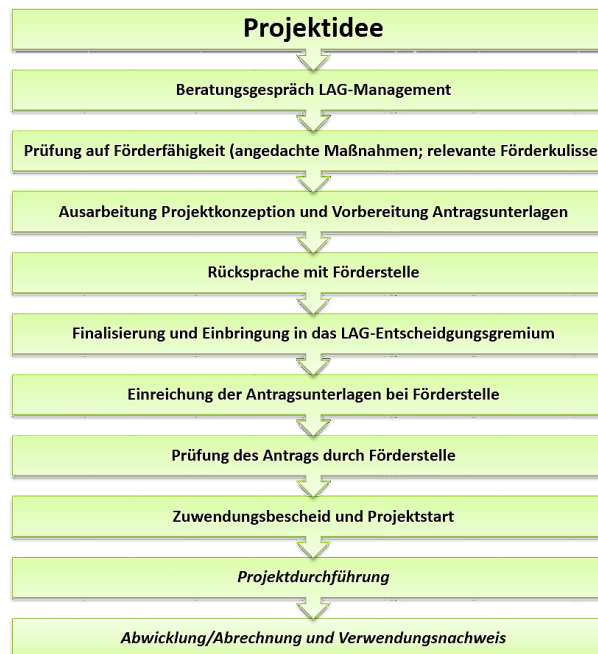 Projektidee
Beratungsgespräch LAG-Management
Prüfung auf Förderfähigkeit (angedachte Maßnahmen; relevante Förderkulisse
Ausarbeitung Projektkonzeption und Vorbereitung Antragsunterlagen
Rücksprache mit Förderstelle
Finalisierung und Einbringung in das LAG-Entscheidgungsgremium
Einreichung der Antragsunterlagen bei Förderstelle
Prüfung des Antrags durch Förderstelle
Zuwendungsbescheid und Projektstart
Projektdurchführung
Abwicklung/Abrechnung und Verwendungsnachweis